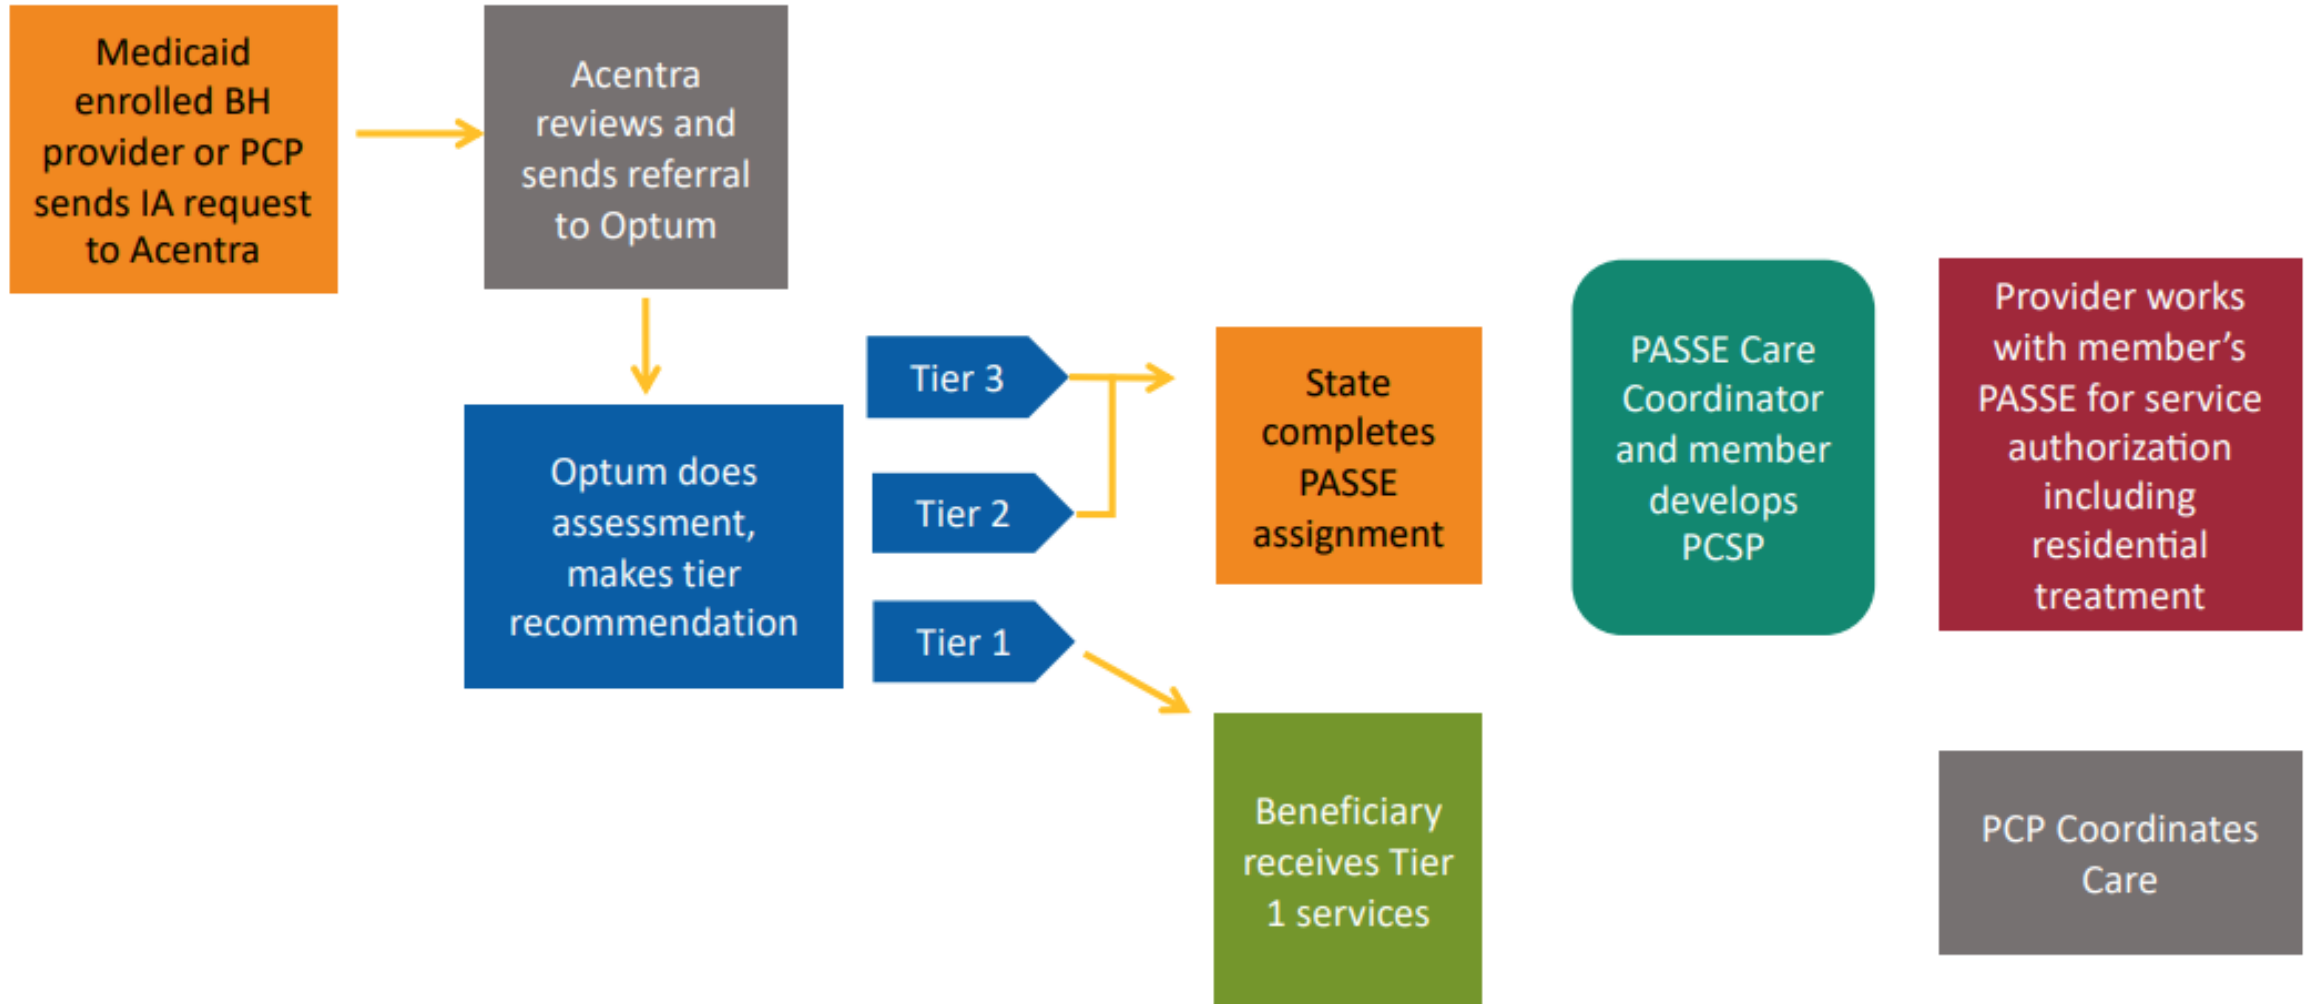 Medicaid
enrolled BH
provider or PCP
sends IA request
to Acentra
Acentra
reviews and
sends referral
to Optum
Optum does
assessment,
makes tier
recommendation
Tier 3
Tier 2
Tier 1
State
completes
PASSE
assignment
Beneficiary
receives Tier
1 services
PASSE Care
Coordinator
and member
develops
PCSP
Provider works
with member’s
PASSE for service
authorization
including
residential
treatment
PCP Coordinates
Care